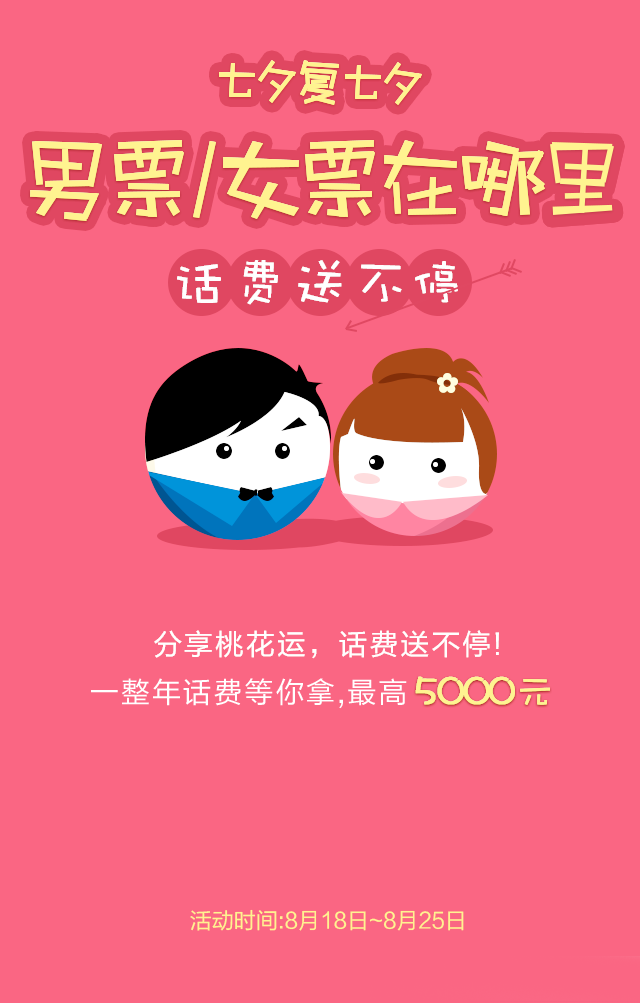 七夕复七夕
男票/女票在哪里
话费送不停
分享桃花运，话费送不停!
一整年话费等你拿,最高5000元
活动时间:8月18日~8月25日